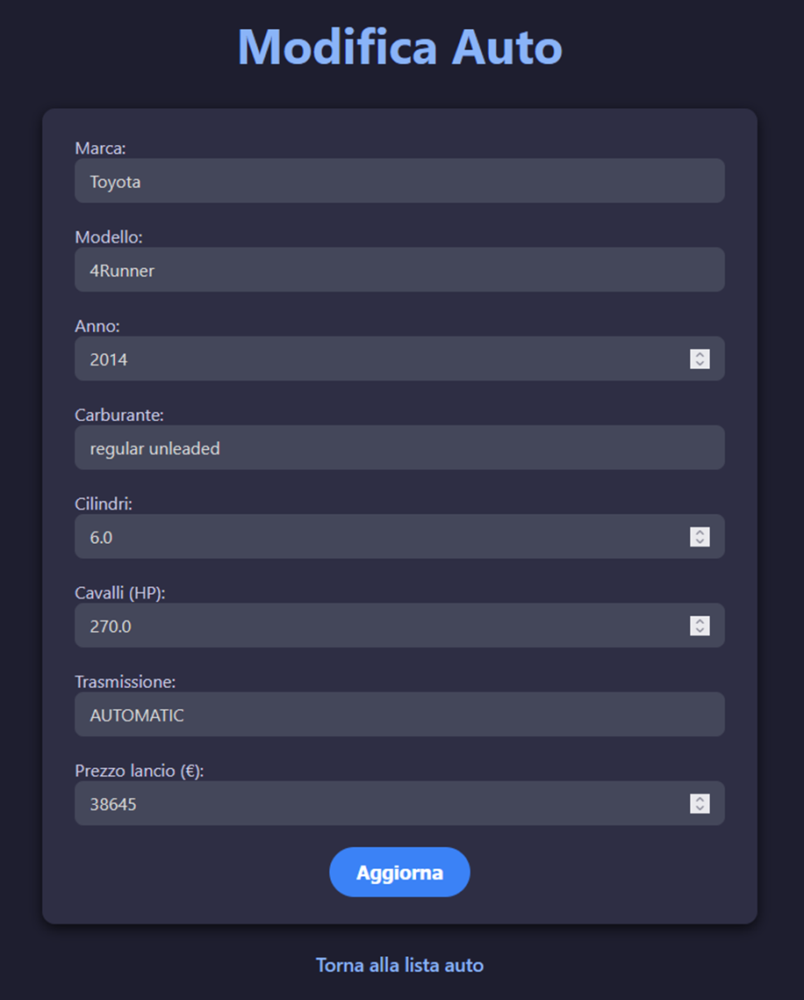 Modifica Auto
Marca:
Toyota
Modello:
4Runner
Anno:
2014
Carburante:
regular unleaded
Cilindri:
6.0
Cavalli (HP):
270.0
Trasmissione:
AUTOMATIC
Prezzo lancio (€):
38645
Aggiorna
Torna alla lista auto